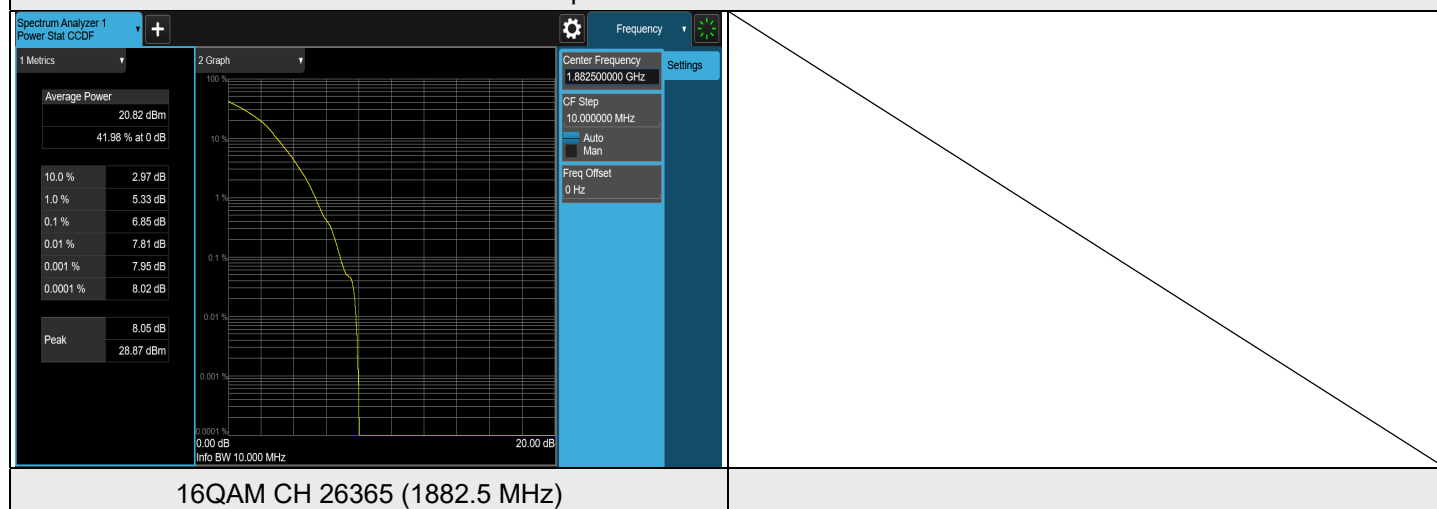 Spectrum Analyzer 1
Power Stat CCDF
+
Frequency
1 Metrics
2 Graph
Center Frequency
1.882500000 GHz
Settings
CF Step
10.000000 MHz
Auto
Man
Freq Offset
0 Hz
Average Power
20.82 dBm
41.98 % at 0 dB
10.0 % 2.97 dB
1.0 % 5.33 dB
0.1 % 6.85 dB
0.01 % 7.81 dB
0.001 % 7.95 dB
0.0001 % 8.02 dB
Peak 8.05 dB
28.87 dBm
100 %
10 %
1 %
0.1 %
0.01 %
0.001 %
0.0001 %
0.00 dB 20.00 dB
Info BW 10.000 MHz
16QAM CH 26365 (1882.5 MHz)